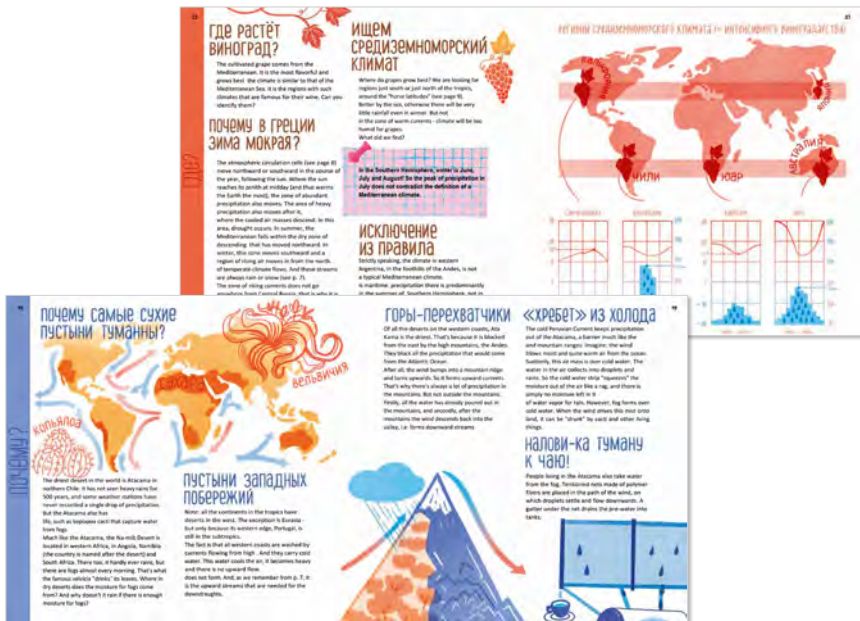 ГДЕ РАСТЁТ
ВИНОГРАД?
The cultivated grape comes from the
Mediterranean. It is the most flavorful and
grows best the climate is similar to that of the
Mediterranean Sea. It is the regions with such
climates that are famous for their wine. Can you
identify them?
ПОЧЕМУ В ГРЕЦИИ
ЗИМА МОКРАЯ?
The atmospheric circulation cells (see page 8)
move northward or southward in the course of
the year, following the sun. Where the sun
reaches its zenith at midday (and that warms
the Earth the most), the zone of abundant
precipitation also moves. The area of heavy
precipitation also moves after it,
where the cooled air masses descend. In this
area, drought occurs. In summer, the
Mediterranean falls within the dry zone of
descending that has moved northward. In
winter, this zone moves southward and a
region of rising air moves in from the north.
of temperate climate flows. And these streams
are always rain or snow (see p. 7).
The zone of rising currents does not go
ИЩЕМ
СРЕДИЗЕМНОМОРСКИЙ
КЛИМАТ
Where do grapes grow best? We are looking for
regions just south or just north of the tropics,
around the "horse latitudes" (see page 8).
Better by the sea, otherwise there will be very
little rainfall even in winter. But not
in the zone of warm currents - climate will be too
humid for grapes.
What did we find?
In the Southern Hemisphere, winter is June,
July and August! So the peak of precipitation in
July does not contradict the definition of a
Mediterranean climate.
ИСКЛЮЧЕНИЕ
ИЗ ПРАВИЛА
Strictly speaking, the climate in western
Argentina, in the foothills of the Andes, is not
a typical Mediterranean climate.
is maritime. precipitation there is predominantly
in the summer of. Southern Hemisphere, not in
РЕГИОНЫ СРЕДИЗЕМНОМОРСКОГО КЛИМАТА (= ИНТЕНСИВНОГО ВИНОГРАДАРСТВА)
КАЛИФОРНИЯ
ЯПОНИЯ
АВСТРАЛИЯ
ЧИЛИ
ЮАР
ГДЕ?
ПОЧЕМУ САМЫЕ СУХИЕ
ПУСТЫНИ ТУМАННЫ?
САХАРА
ВЕЛЬВИЧИЯ
КОПЬЯПОА
The driest desert in the world is Atacama in
northern Chile. It has not seen heavy rains for
500 years, and some weather stations have
never recorded a single drop of precipitation.
But the Atacama also has
life, such as kopiapoa cacti that capture water
from fogs.
Much like the Atacama, the Na-mib Desert is
located in western Africa, in Angola, Namibia
(the country is named after the desert) and
South Africa. There too, it hardly ever rains, but
there are fogs almost every morning. That's what
the famous velvicia "drinks" its leaves. Where in
dry deserts does the moisture for fogs come
from? And why doesn't it rain if there is enough
moisture for fogs?
ПУСТЫНИ ЗАПАДНЫХ
ПОБЕРЕЖИЙ
Note: all the continents in the tropics have
deserts in the west. The exception is Eurasia -
but only because its western edge, Portugal, is
still in the subtropics.
The fact is that all western coasts are washed by
currents flowing from high . And they carry cold
water. This water cools the air, it becomes heavy
and there is no upward flow.
does not form. And, as we remember from p. 7, it
is the upward streams that are needed for the
downdraughts.
ПОЧЕМУ?
ГОРЫ-ПЕРЕХВАТЧИКИ
Of all the deserts on the western coasts, Ata
Kama is the driest. That's because it is blocked
from the east by the high mountains, the Andes.
They block all the precipitation that would come
from the Atlantic Ocean.
After all, the wind bumps into a mountain ridge
and turns upwards. So it forms upward currents.
That's why there's always a lot of precipitation in
the mountains. But not outside the mountains:
Firstly, all the water has already poured out in
the mountains, and secondly, after the
mountains the wind descends back into the
valley, i.e. forms downward streams
«ХРЕБЕТ» ИЗ ХОЛОДА
The cold Peruvian Current keeps precipitation
out of the Atacama, a barrier much like the
and mountain ranges. Imagine: the wind
blows moist and quite warm air from the ocean.
Suddenly, this air mass is over cold water. The
water in the air collects into droplets and
rains. So the cold water strip "squeezes" the
moisture out of the air like a rag, and there is
simply no moisture left in it
of water vapor for rain. However, fog forms over
cold water. When the wind drives this mist onto
land, it can be "drunk" by cacti and other living
things.
НАЛОВИ-КА ТУМАНУ
К ЧАЮ!
People living in the Atacama also take water
from the fog. Tensioned nets made of polymer
fibers are placed in the path of the wind, on
which droplets settle and flow downwards. A
gutter under the net drains the pre-water into
tanks.